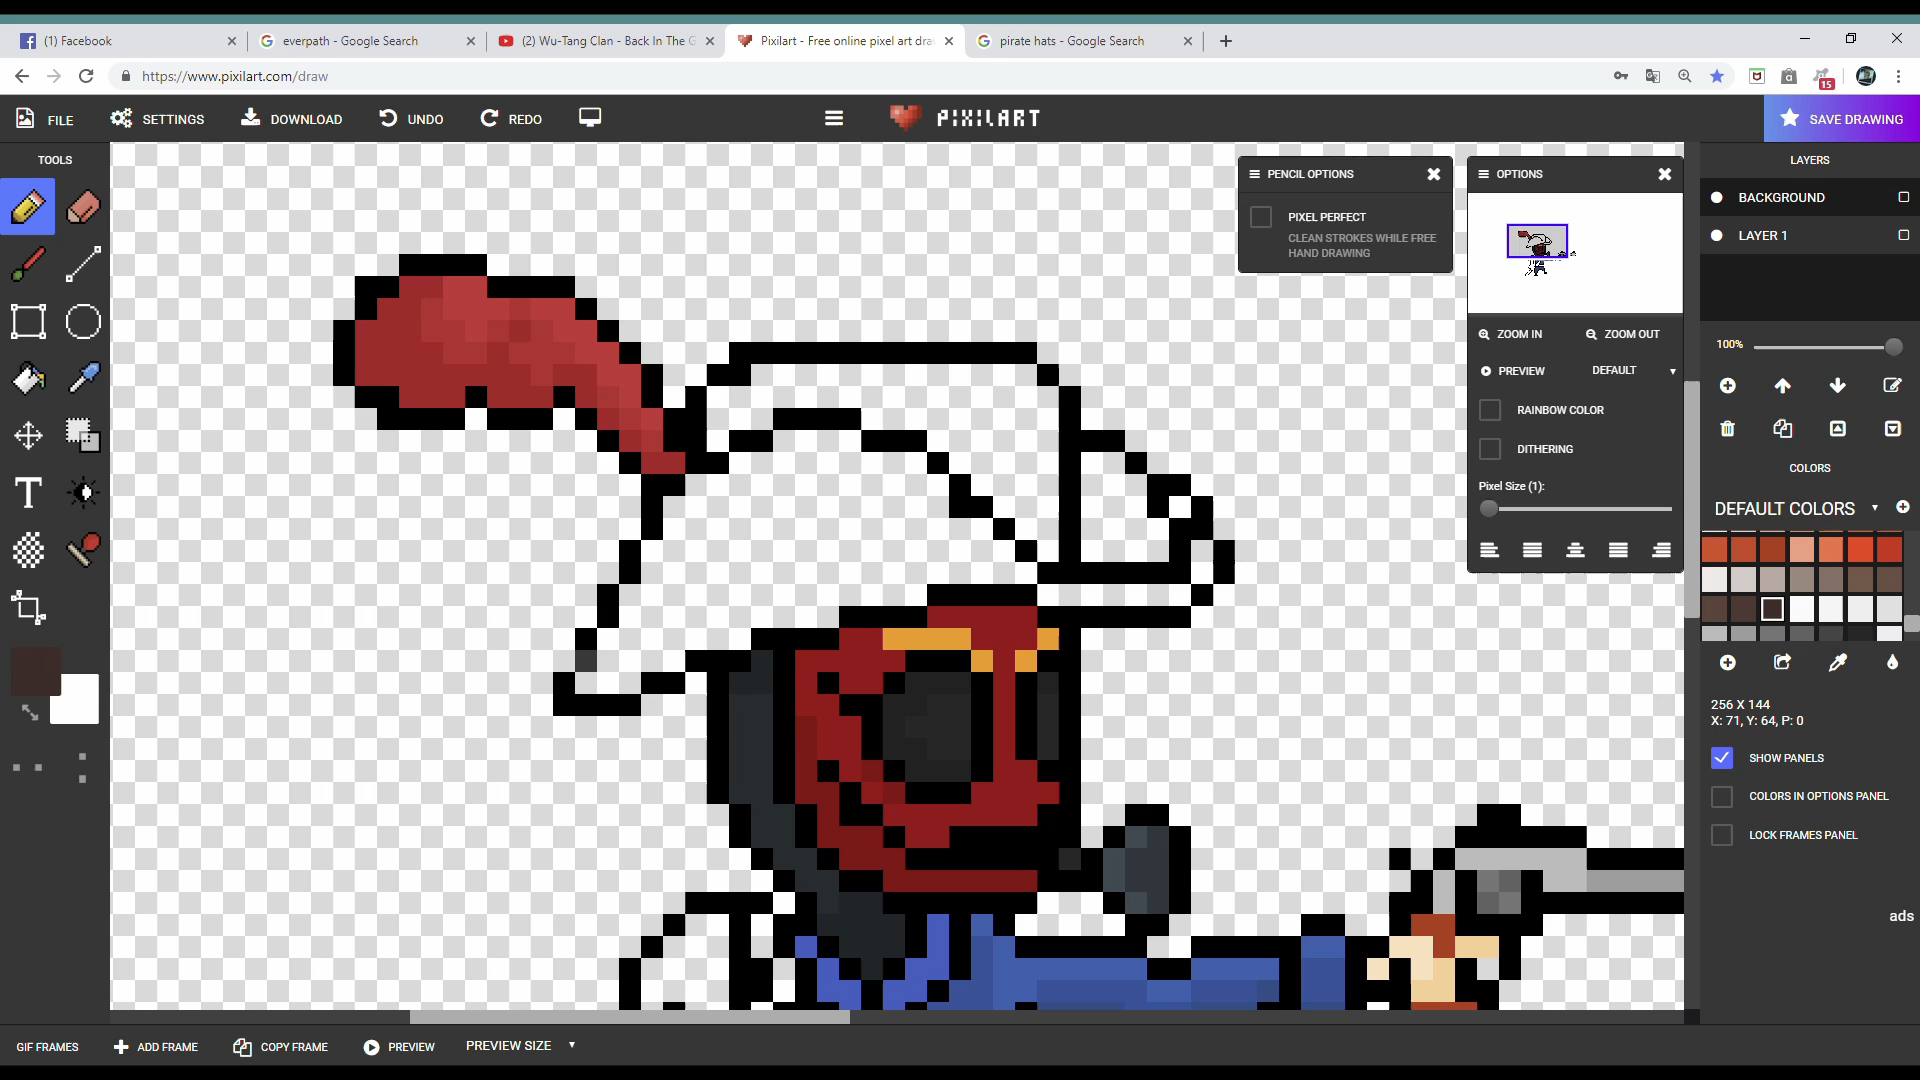 (1) Facebook
everpath - Google Search
(2) Wu-Tang Clan - Back In The G
Pixilart - Free online pixel art dra
pirate hats - Google Search
https://www.pixilart.com/draw
15
FILE
SETTINGS
DOWNLOAD
UNDO
REDO
PIXILART
SAVE DRAWING
TOOLS
PENCIL OPTIONS
PIXEL PERFECT
CLEAN STROKES WHILE FREE
HAND DRAWING
OPTIONS
ZOOM IN
ZOOM OUT
PREVIEW
DEFAULT
RAINBOW COLOR
DITHERING
Pixel Size (1):
LAYERS
BACKGROUND
LAYER 1
100%
COLORS
DEFAULT COLORS
256 X 144
X: 71, Y: 64, P: 0
SHOW PANELS
COLORS IN OPTIONS PANEL
LOCK FRAMES PANEL
ads
GIF FRAMES
ADD FRAME
COPY FRAME
PREVIEW
PREVIEW SIZE